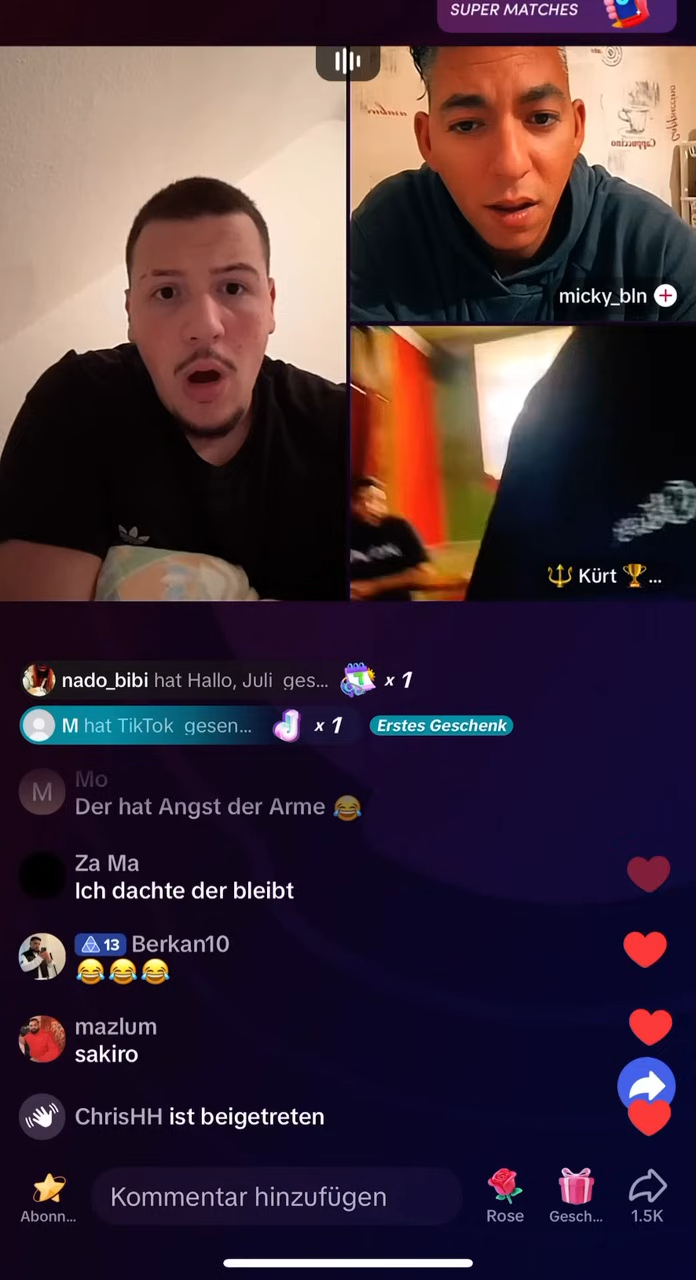 SUPER MATCHES
Cappuccino
Cappuccino
micky_bln
Kürt 🏆...
nado_bibi hat Hallo, Juli ges... x 1
M hat TikTok gesen... x 1 Erstes Geschenk
M
Mo
Der hat Angst der Arme 😂
Za Ma
Ich dachte der bleibt
13 Berkan10
😂😂😂
mazlum
sakiro
ChrisHH ist beigetreten
Abonn...
Kommentar hinzufügen
Rose
Gesch...
1.5K